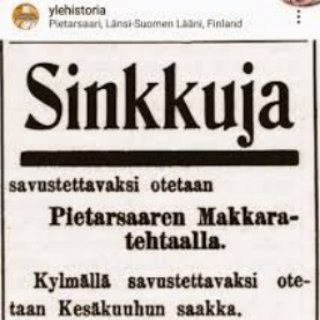 ylehistoria
Pietarsaari, Länsi-Suomen Lääni, Finland
Sinkkuja
savustettavaksi otetaan
Pietarsaaren Makkara-
tehtaalla.
Kylmällä savustettavaksi ote-
taan Kesäkuuhun saakka.